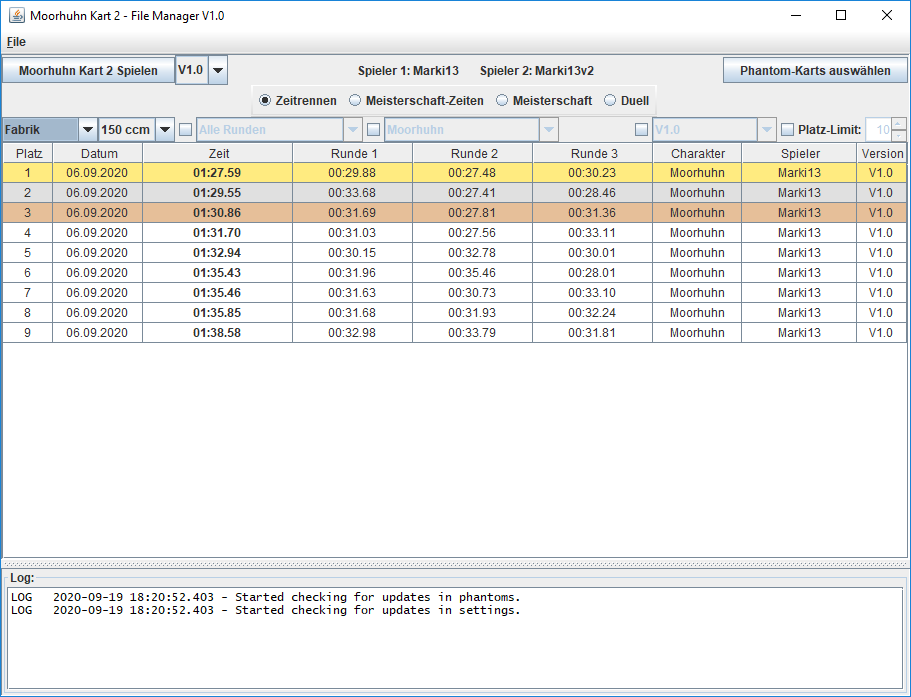 Moorhuhn Kart 2 - File Manager V1.0
File
Moorhuhn Kart 2 Spielen V1.0 Spieler 1: Marki13 Spieler 2: Marki13v2 Phantom-Karts auswählen
Zeitrennen Meisterschaft-Zeiten Meisterschaft Duell
Fabrik 150 ccm Alle Runden Moorhuhn V1.0 Platz-Limit: 10
Platz Datum Zeit Runde 1 Runde 2 Runde 3 Charakter Spieler Version
1 06.09.2020 01:27.59 00:29.88 00:27.48 00:30.23 Moorhuhn Marki13 V1.0
2 06.09.2020 01:29.55 00:33.68 00:27.41 00:28.46 Moorhuhn Marki13 V1.0
3 06.09.2020 01:30.86 00:31.69 00:27.81 00:31.36 Moorhuhn Marki13 V1.0
4 06.09.2020 01:31.70 00:31.03 00:27.56 00:33.11 Moorhuhn Marki13 V1.0
5 06.09.2020 01:32.94 00:30.15 00:32.78 00:30.01 Moorhuhn Marki13 V1.0
6 06.09.2020 01:35.43 00:31.96 00:35.46 00:28.01 Moorhuhn Marki13 V1.0
7 06.09.2020 01:35.46 00:31.63 00:30.73 00:33.10 Moorhuhn Marki13 V1.0
8 06.09.2020 01:35.85 00:31.68 00:31.93 00:32.24 Moorhuhn Marki13 V1.0
9 06.09.2020 01:38.58 00:32.98 00:33.79 00:31.81 Moorhuhn Marki13 V1.0
Log:
LOG 2020-09-19 18:20:52.403 - Started checking for updates in phantoms.
LOG 2020-09-19 18:20:52.403 - Started checking for updates in settings.